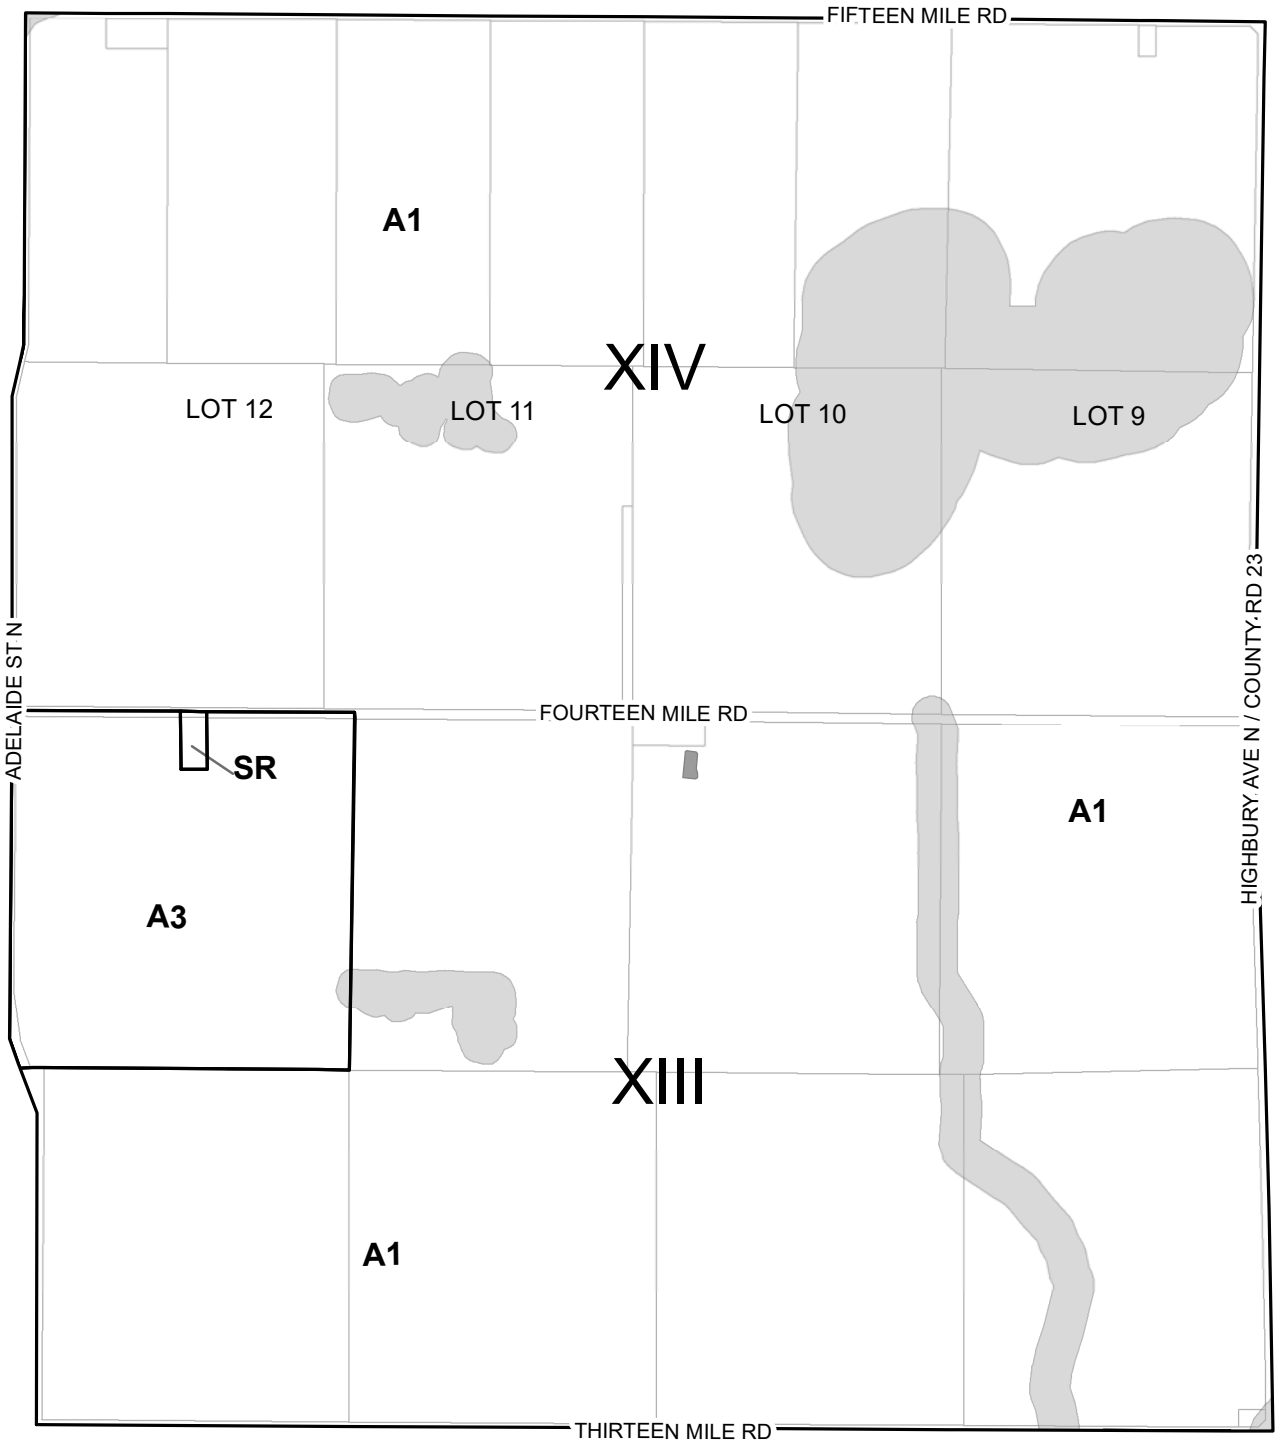 FIFTEEN MILE RD
A1
XIV
LOT 12
LOT 11
LOT 10
LOT 9
ADELAIDE ST N
HIGHBURY AVE N / COUNTY RD 23
FOURTEEN MILE RD
SR
A1
A3
XIII
A1
THIRTEEN MILE RD